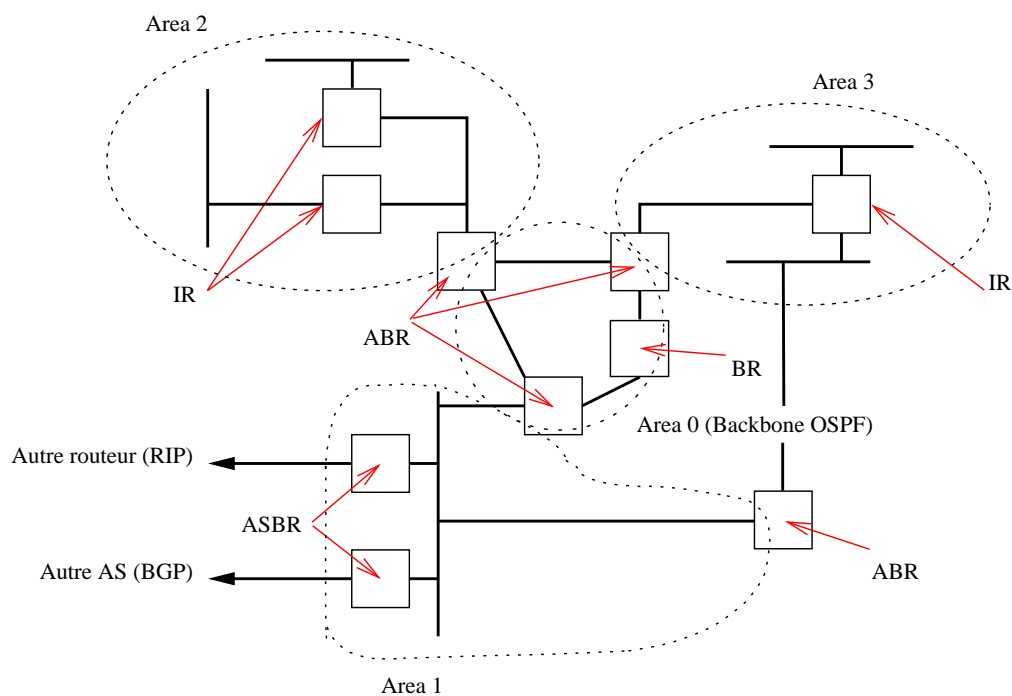 Area 2
Area 3
IR
IR
ABR
BR
Area 0 (Backbone OSPF)
Autre routeur (RIP)
ASBR
Autre AS (BGP)
ABR
Area 1